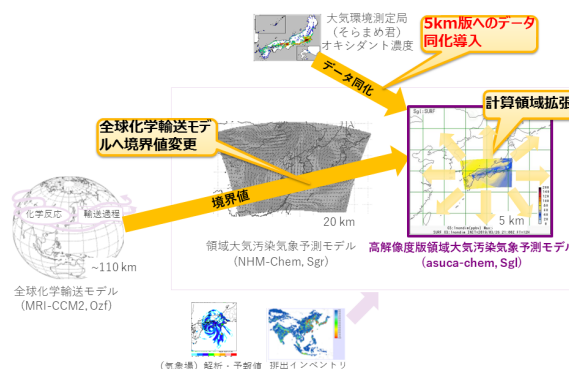 大気環境測定局
(そらまめ君)
オキシダント濃度
5km版へのデータ
同化導入
データ同化
計算領域拡張
全球化学輸送モデ
ルへ境界値変更
境界値
化学反応
輸送過程
~110 km
全球化学輸送モデル
(MRI-CCM2, Ozf)
20 km
領域大気汚染気象予測モデル
(NHM-Chem, Sgr)
Sgl:SURF
5 km
高解像度版領域大気汚染気象予測モデル
(asuca-chem, Sgl)
(気象場) 解析・予報値
排出インベントリ